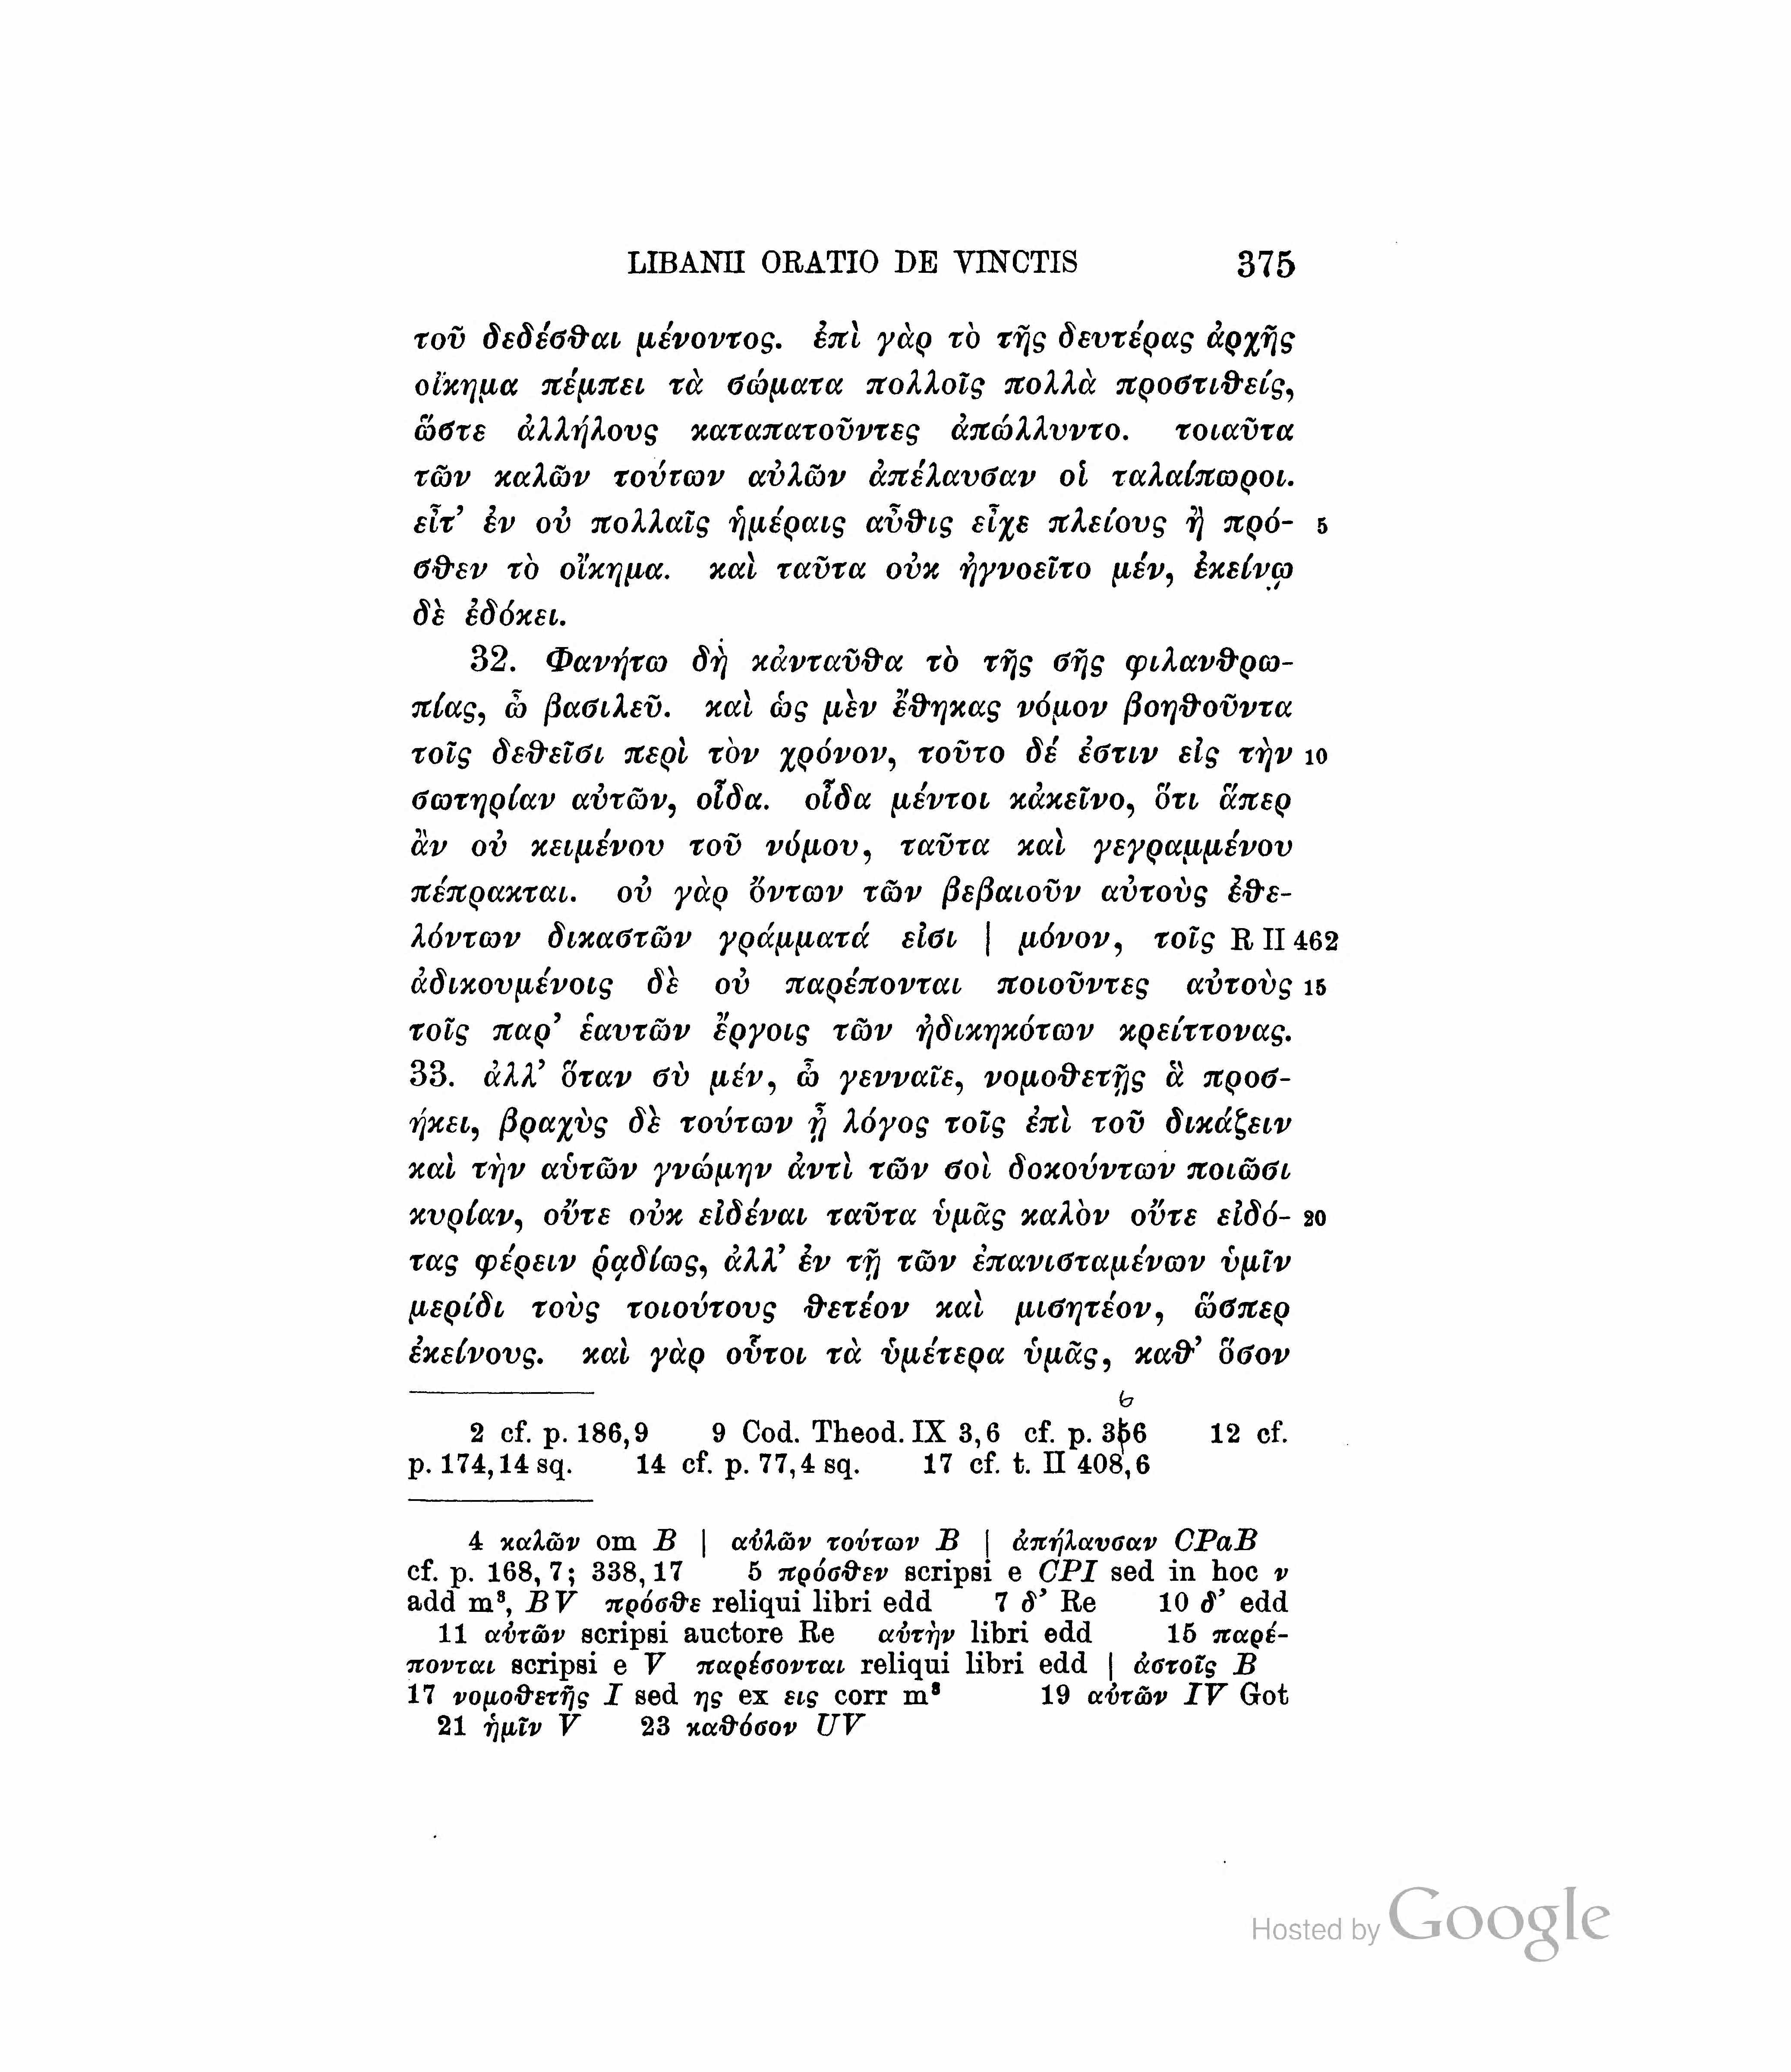 LIBANII ORATIO DE VINCTIS 375
τοῦ δεδέσθαι μένοντος. ἐπὶ γὰρ τὸ τῆς δευτέρας ἀρχῆς
οἴκημα πέμπει τὰ σώματα πολλοῖς πολλὰ προστιθείς,
ὥστε ἀλλήλους καταπατοῦντες ἀπώλλυντο. τοιαῦτα
τῶν καλῶν τούτων αὐλῶν ἀπέλαυσαν οἱ ταλαίπωροι.
εἶτ' ἐν οὐ πολλαῖς ἡμέραις αὖθις εἶχε πλείους ἢ πρό- 5
σθεν τὸ οἴκημα. καὶ ταῦτα οὐκ ἠγνοεῖτο μέν, ἐκείνῳ
δὲ ἐδόκει.
32. Φανήτω δὴ κἀνταῦθα τὸ τῆς σῆς φιλανθρω-
πίας, ὦ βασιλεῦ. καὶ ὡς μὲν ἔθηκας νόμον βοηθοῦντα
τοῖς δεθεῖσι περὶ τὸν χρόνον, τοῦτο δέ ἐστιν εἰς τὴν 10
σωτηρίαν αὐτῶν, οἶδα. οἶδα μέντοι κἀκεῖνο, ὅτι ἅπερ
ἂν οὐ κειμένου τοῦ νόμου, ταῦτα καὶ γεγραμμένου
πέπρακται. οὐ γὰρ ὄντων τῶν βεβαιοῦν αὐτοὺς ἐθε-
λόντων δικαστῶν γράμματά εἰσι | μόνον, τοῖς R II 462
ἀδικουμένοις δὲ οὐ παρέπονται ποιοῦντες αὐτοὺς 15
τοῖς παρ' ἑαυτῶν ἔργοις τῶν ἠδικηκότων κρείττονας.
33. ἀλλ' ὅταν σὺ μέν, ὦ γενναῖε, νομοθετῇς ἃ προσ-
ήκει, βραχὺς δὲ τούτων ᾖ λόγος τοῖς ἐπὶ τοῦ δικάζειν
καὶ τὴν αὑτῶν γνώμην ἀντὶ τῶν σοὶ δοκούντων ποιῶσι
κυρίαν, οὔτε οὐκ εἰδέναι ταῦτα ὑμᾶς καλὸν οὔτε εἰδό- 20
τας φέρειν ῥᾳδίως, ἀλλ' ἐν τῇ τῶν ἐπανισταμένων ὑμῖν
μερίδι τοὺς τοιούτους θετέον καὶ μισητέον, ὥσπερ
ἐκείνους. καὶ γὰρ οὗτοι τὰ ὑμέτερα ὑμᾶς, καθ' ὅσον
6
2 cf. p. 186,9 9 Cod. Theod. IX 3,6 cf. p. 356 12 cf.
p. 174,14 sq. 14 cf. p. 77,4 sq. 17 cf. t. II 408,6
4 καλῶν om B | αὐλῶν τούτων B | ἀπήλαυσαν CPaB
cf. p. 168, 7; 338, 17 5 πρόσθεν scripsi e CPI sed in hoc ν
add m³, BV πρόσθε reliqui libri edd 7 δ' Re 10 δ' edd
11 αὐτῶν scripsi auctore Re αὐτὴν libri edd 15 παρέ-
πονται scripsi e V παρέσονται reliqui libri edd | ἀστοῖς B
17 νομοθετῆς I sed ης ex εις corr m³ 19 αὐτῶν IV Got
21 ἡμῖν V 23 καθόσον UV
Hosted by Google